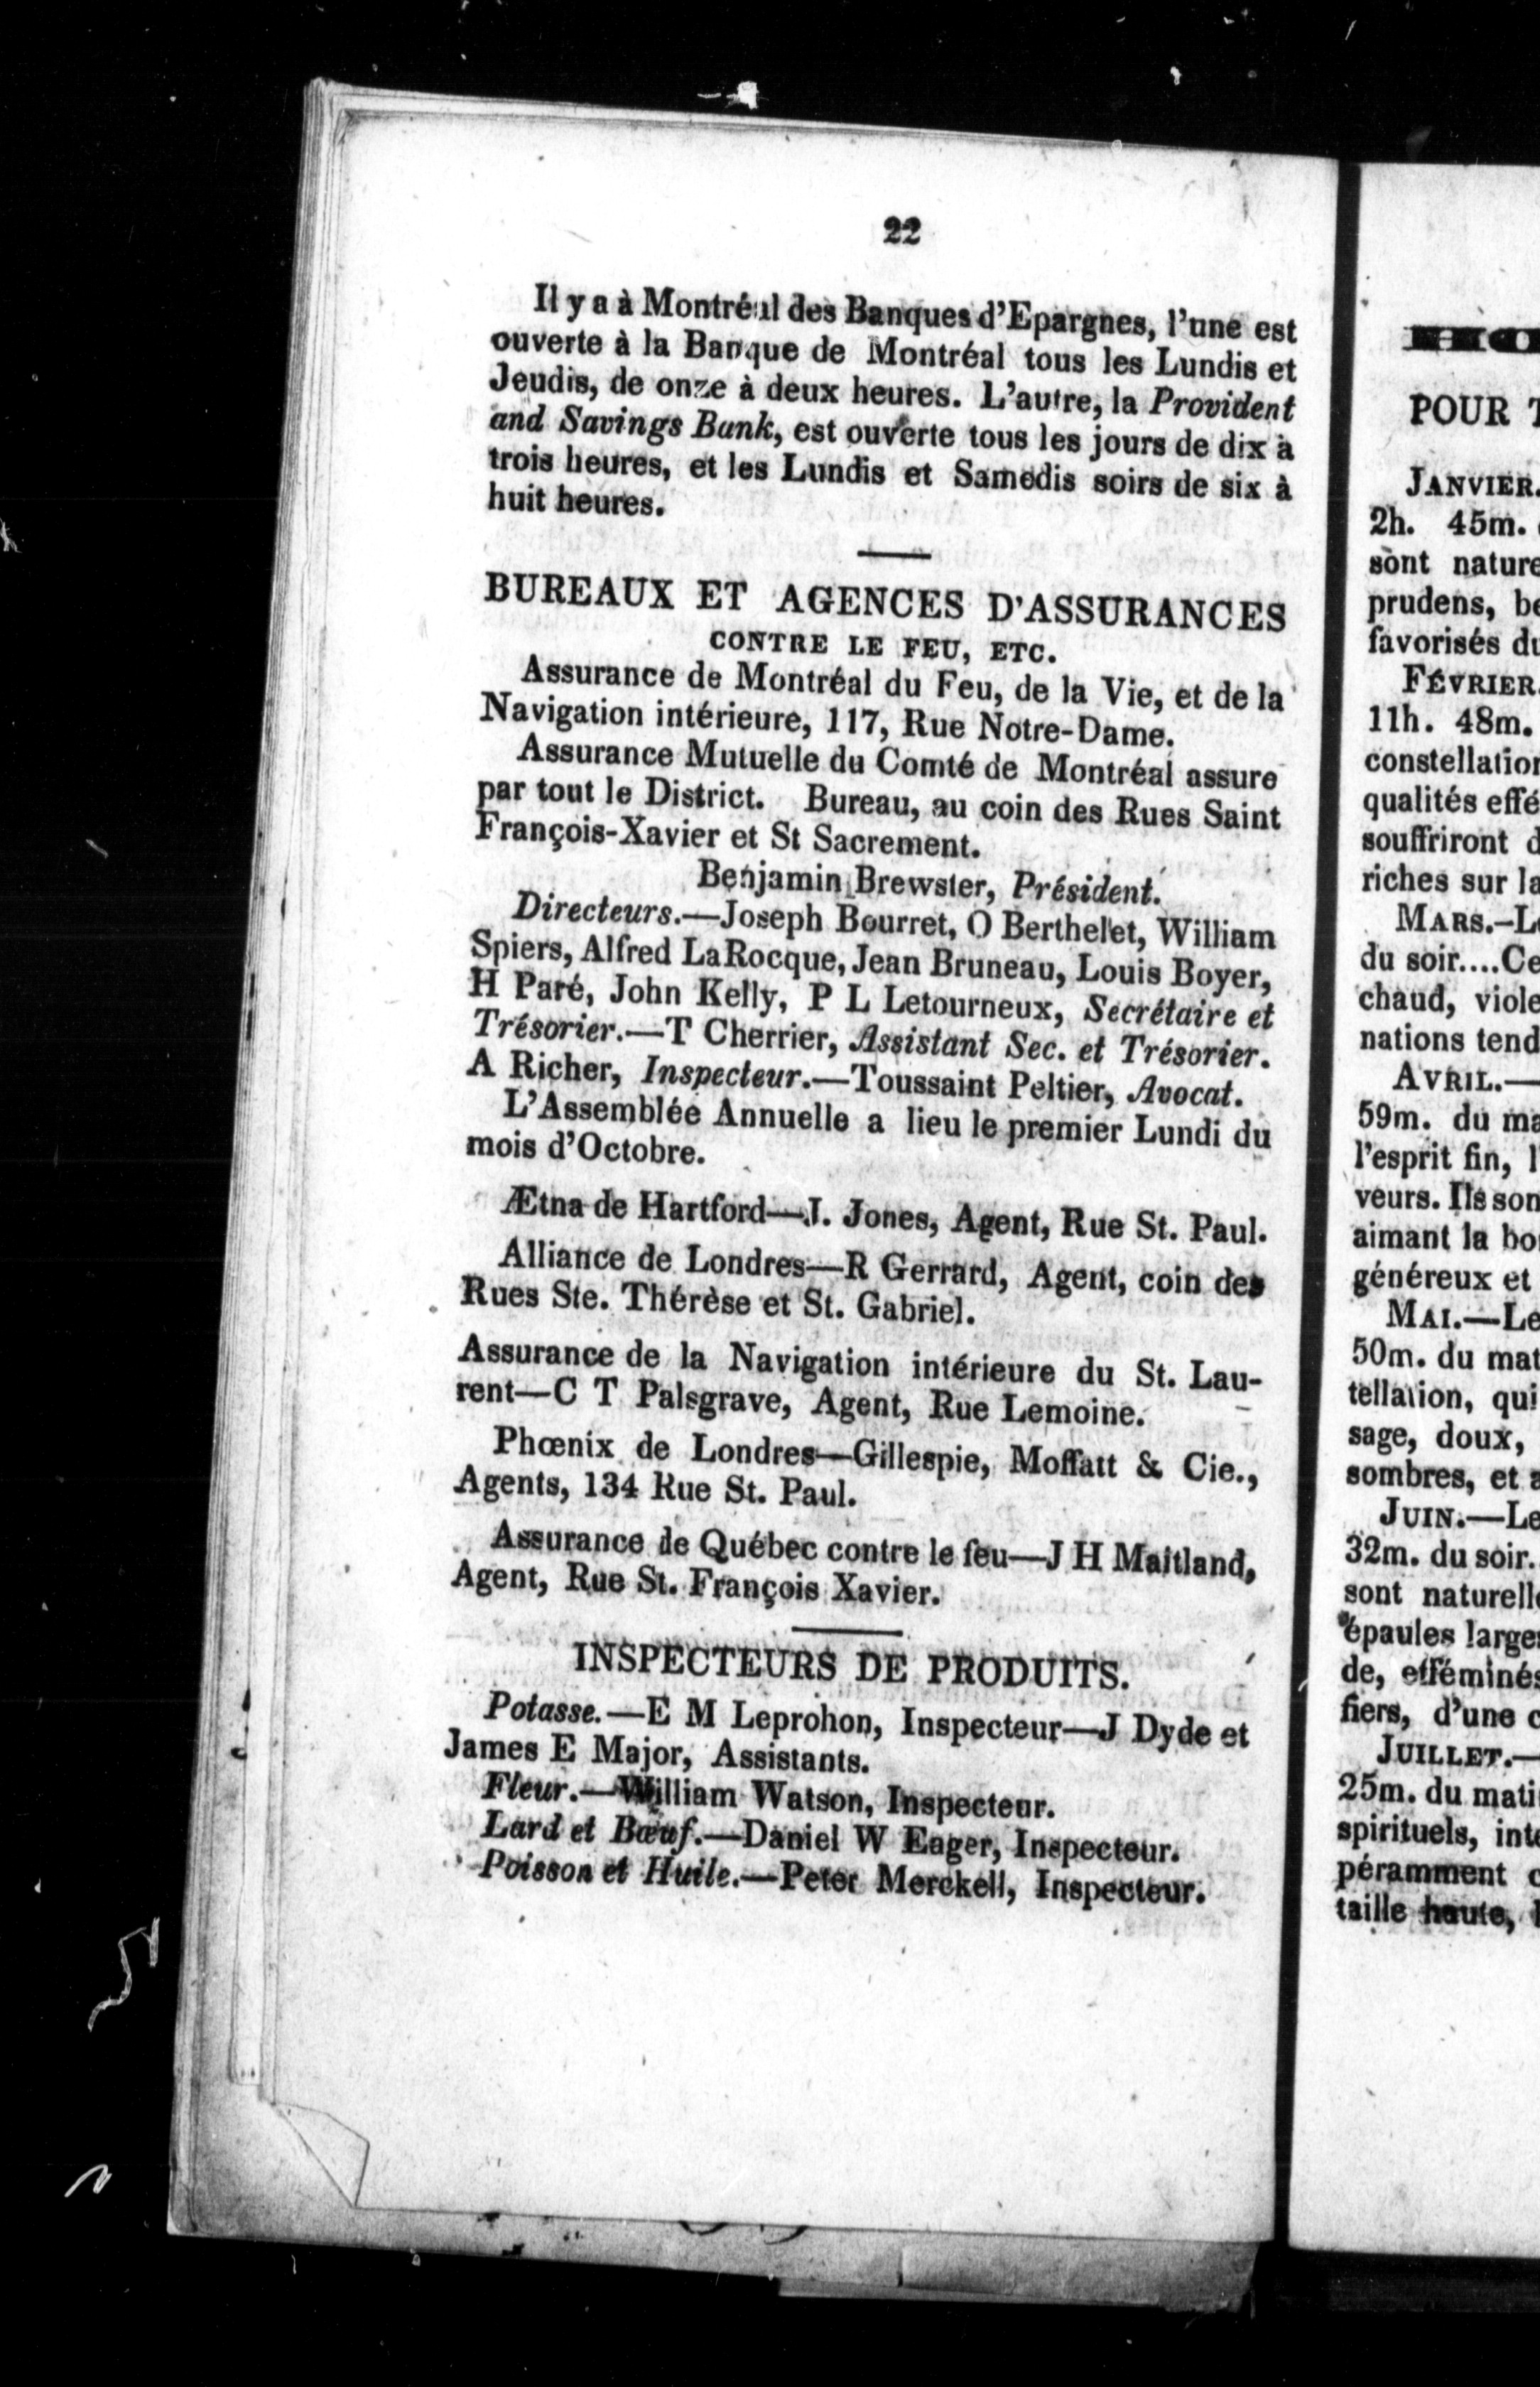 22
Il y a à Montréal des Banques d'Epargnes, l'une est
ouverte à la Banque de Montréal tous les Lundis et
Jeudis, de onze à deux heures. L'autre, la Provident
and Savings Bank, est ouverte tous les jours de dix à
trois heures, et les Lundis et Samedis soirs de six à
huit heures.
BUREAUX ET AGENCES D'ASSURANCES
CONTRE LE FEU, ETC.
Assurance de Montréal du Feu, de la Vie, et de la
Navigation intérieure, 117, Rue Notre-Dame.
Assurance Mutuelle du Comté de Montréal assure
par tout le District. Bureau, au coin des Rues Saint
François-Xavier et St Sacrement.
Benjamin Brewster, Président.
Directeurs.—Joseph Bourret, O Berthelet, William
Spiers, Alfred LaRocque, Jean Bruneau, Louis Boyer,
H Paré, John Kelly, P L Letourneux, Secrétaire et
Trésorier.—T Cherrier, Assistant Sec. et Trésorier.
A Richer, Inspecteur.—Toussaint Peltier, Avocat.
L'Assemblée Annuelle a lieu le premier Lundi du
mois d'Octobre.
Ætna de Hartford—J. Jones, Agent, Rue St. Paul.
Alliance de Londres—R Gerrard, Agent, coin des
Rues Ste. Thérèse et St. Gabriel.
Assurance de la Navigation intérieure du St. Lau-
rent—C T Palsgrave, Agent, Rue Lemoine.
Phœnix de Londres—Gillespie, Moffatt & Cie.,
Agents, 134 Rue St. Paul.
Assurance de Québec contre le feu—J H Maitland,
Agent, Rue St. François Xavier.
INSPECTEURS DE PRODUITS.
Potasse.—E M Leprohon, Inspecteur—J Dyde et
James E Major, Assistants.
Fleur.—William Watson, Inspecteur.
Lard et Bœuf.—Daniel W Eager, Inspecteur.
Poisson et Huile.—Peter Merckell, Inspecteur.
POUR
JANVIER.
2h. 45m.
sont nature
prudens, be
favorisés du
FÉVRIER.
11h. 48m.
constellation
qualités effé
souffriront d
riches sur la
MARS.—Le
du soir....Ce
chaud, viole
nations tend
AVRIL.—
59m. du ma
l'esprit fin, l'
veurs. Ils son
aimant la bo
généreux et
MAI.—Le
50m. du mat
tellation, qui
sage, doux,
sombres, et a
JUIN.—Le
32m. du soir.
sont naturelle
épaules larges
de, efféminés
fiers, d'une c
JUILLET.—
25m. du mati
spirituels, inte
péramment c
taille haute,